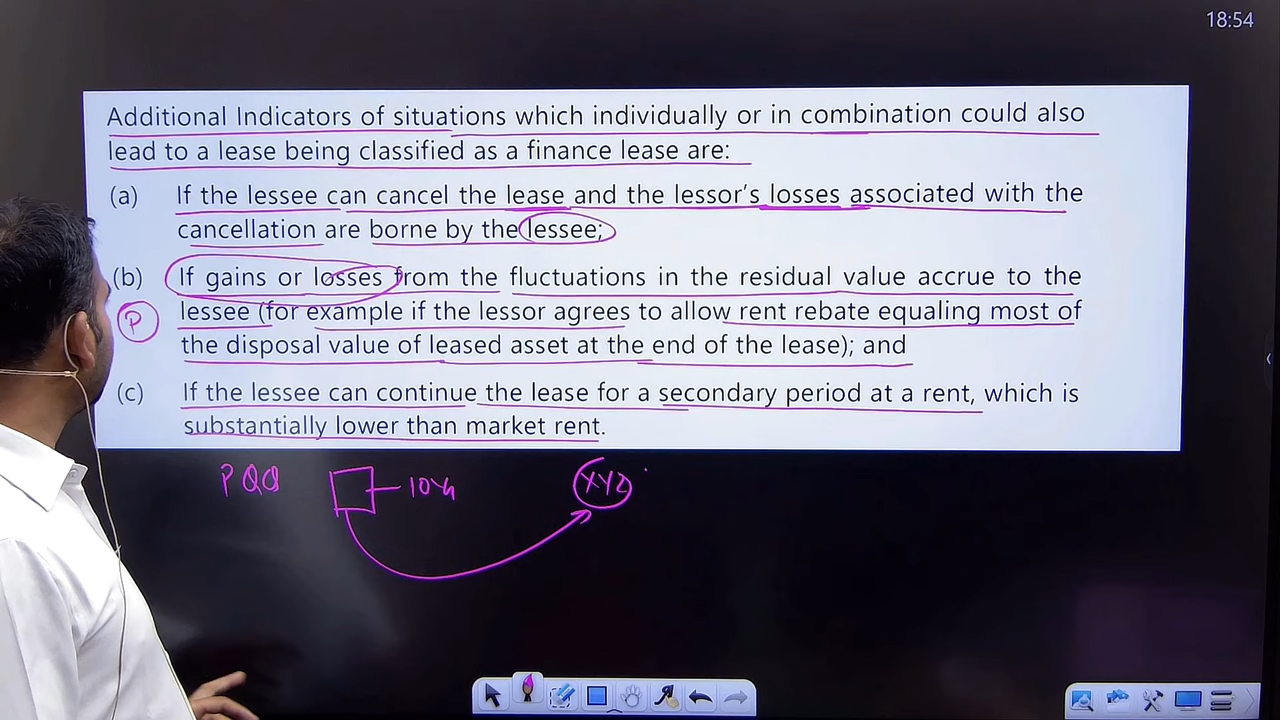 18:54
Additional Indicators of situations which individually or in combination could also
lead to a lease being classified as a finance lease are:
(a) If the lessee can cancel the lease and the lessor's losses associated with the
cancellation are borne by the lessee;
(b) If gains or losses from the fluctuations in the residual value accrue to the
P lessee (for example if the lessor agrees to allow rent rebate equaling most of
the disposal value of leased asset at the end of the lease); and
(c) If the lessee can continue the lease for a secondary period at a rent, which is
substantially lower than market rent.
XYZ